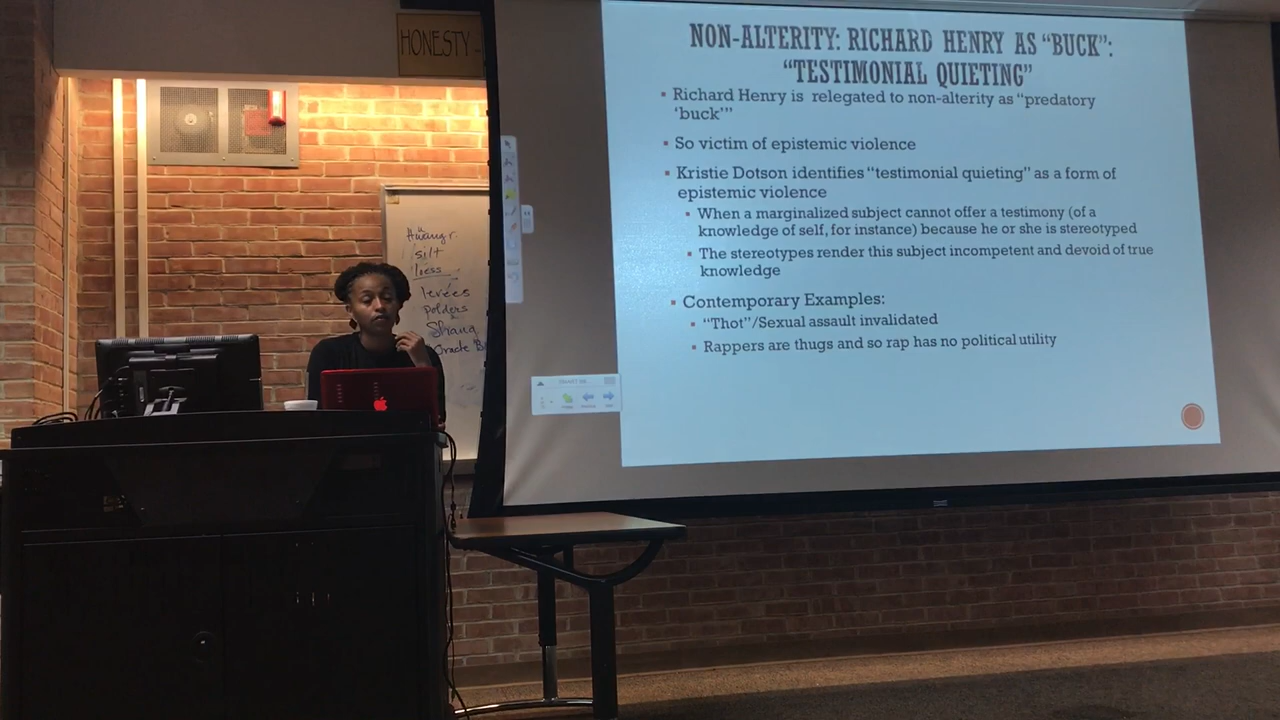 HONESTY -
NON-ALTERITY: RICHARD HENRY AS “BUCK”:
“TESTIMONIAL QUIETING”
Richard Henry is relegated to non-alterity as “predatory
‘buck’”
So victim of epistemic violence
Kristie Dotson identifies “testimonial quieting” as a form of
epistemic violence
When a marginalized subject cannot offer a testimony (of a
knowledge of self, for instance) because he or she is stereotyped
The stereotypes render this subject incompetent and devoid of true
knowledge
Contemporary Examples:
“Thot”/Sexual assault invalidated
Rappers are thugs and so rap has no political utility
silt
levees
polders
Shang
Oracle B